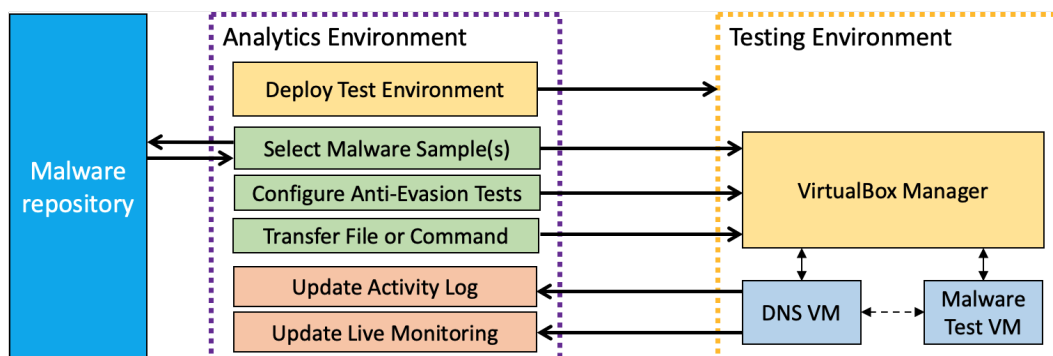 Analytics Environment
Testing Environment
Deploy Test Environment
Malware
repository
Select Malware Sample(s)
Configure Anti-Evasion Tests
Transfer File or Command
VirtualBox Manager
Update Activity Log
Update Live Monitoring
DNS VM
Malware
Test VM